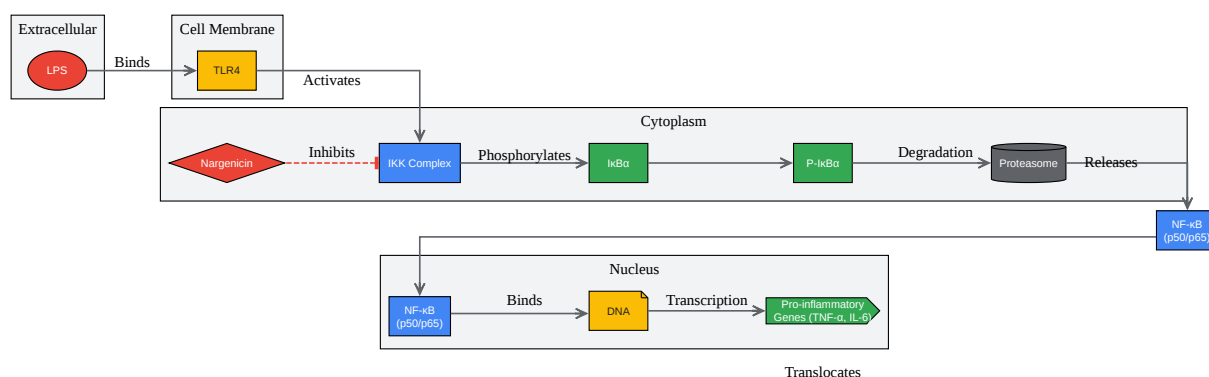 Extracellular
Cell Membrane
LPS
Binds
TLR4
Activates
Cytoplasm
Nargenicin
Inhibits
IKK Complex
Phosphorylates
IκBα
P-IκBα
Degradation
Proteasome
Releases
NF-κB
(p50/p65)
Nucleus
NF-κB
(p50/p65)
Binds
DNA
Transcription
Pro-inflammatory
Genes (TNF-α, IL-6)
Translocates